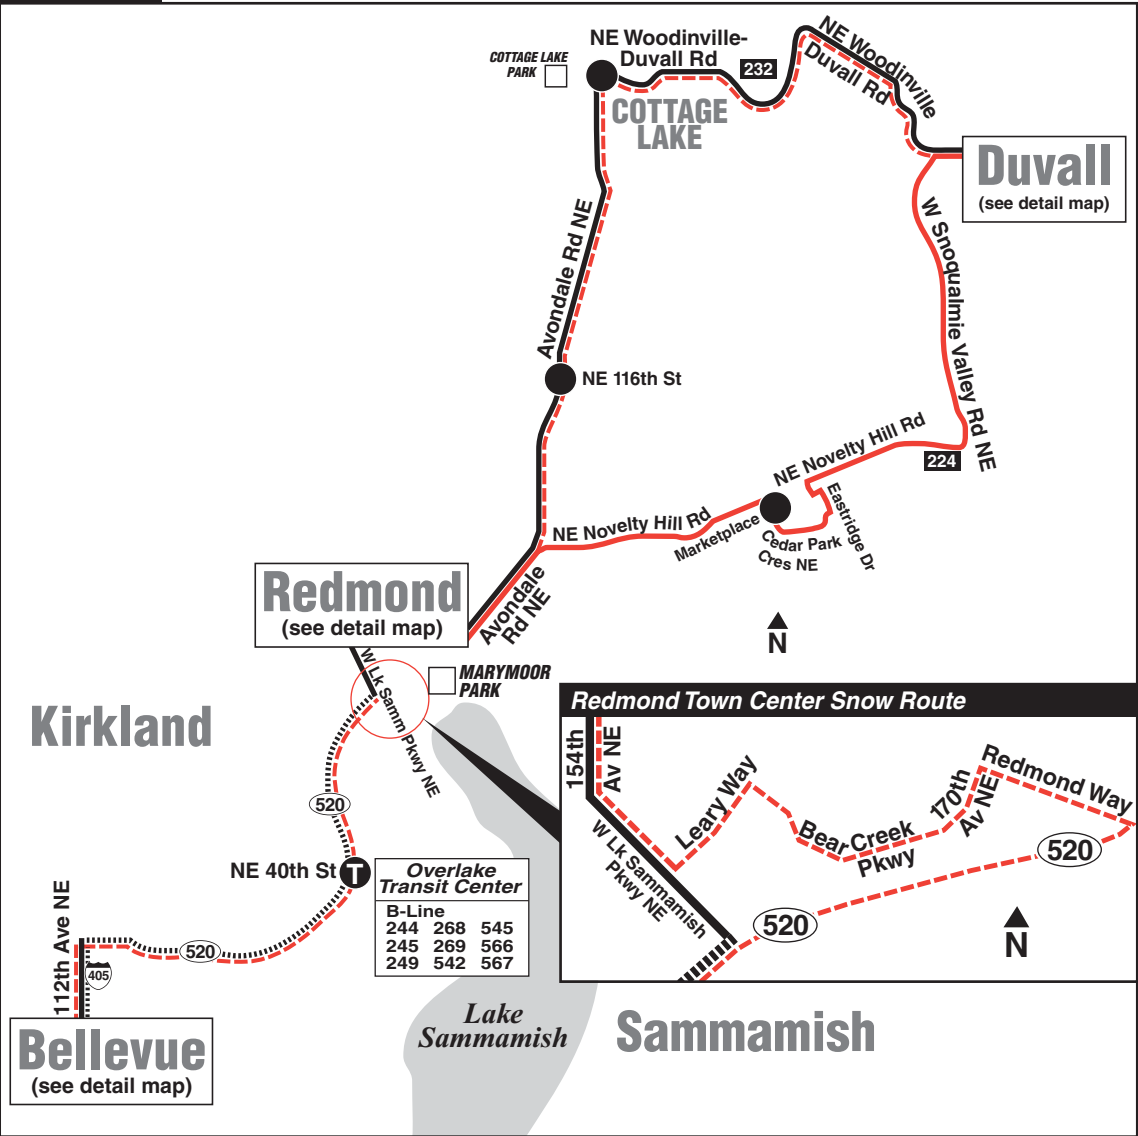 COTTAGE LAKE
PARK
NE Woodinville-
Duvall Rd
232
NE Woodinville
Duvall Rd
COTTAGE
LAKE
Duvall
(see detail map)
W Snoqualmie Valley Rd NE
Avondale Rd NE
NE 116th St
NE Novelty Hill Rd
224
NE Novelty Hill Rd
Marketplace
Eastridge Dr
Cedar Park
Cres NE
Avondale
Rd NE
Redmond
(see detail map)
N
W Lk Samm Pkwy NE
MARYMOOR
PARK
Kirkland
Redmond Town Center Snow Route
154th
Av NE
Leary Way
Bear Creek
Pkwy
170th
Av NE
Redmond Way
W Lk Sammamish
Pkwy NE
520
520
N
520
NE 40th St
T
Overlake
Transit Center
B-Line
244 268 545
245 269 566
249 542 567
112th Ave NE
520
405
Bellevue
(see detail map)
Lake
Sammamish
Sammamish